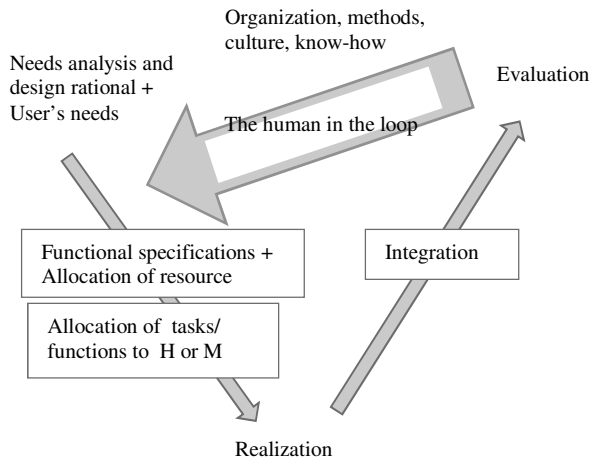 Organization, methods,
culture, know-how
Needs analysis and
design rational +
User's needs
Evaluation
The human in the loop
Functional specifications +
Allocation of resource
Integration
Allocation of tasks/
functions to H or M
Realization